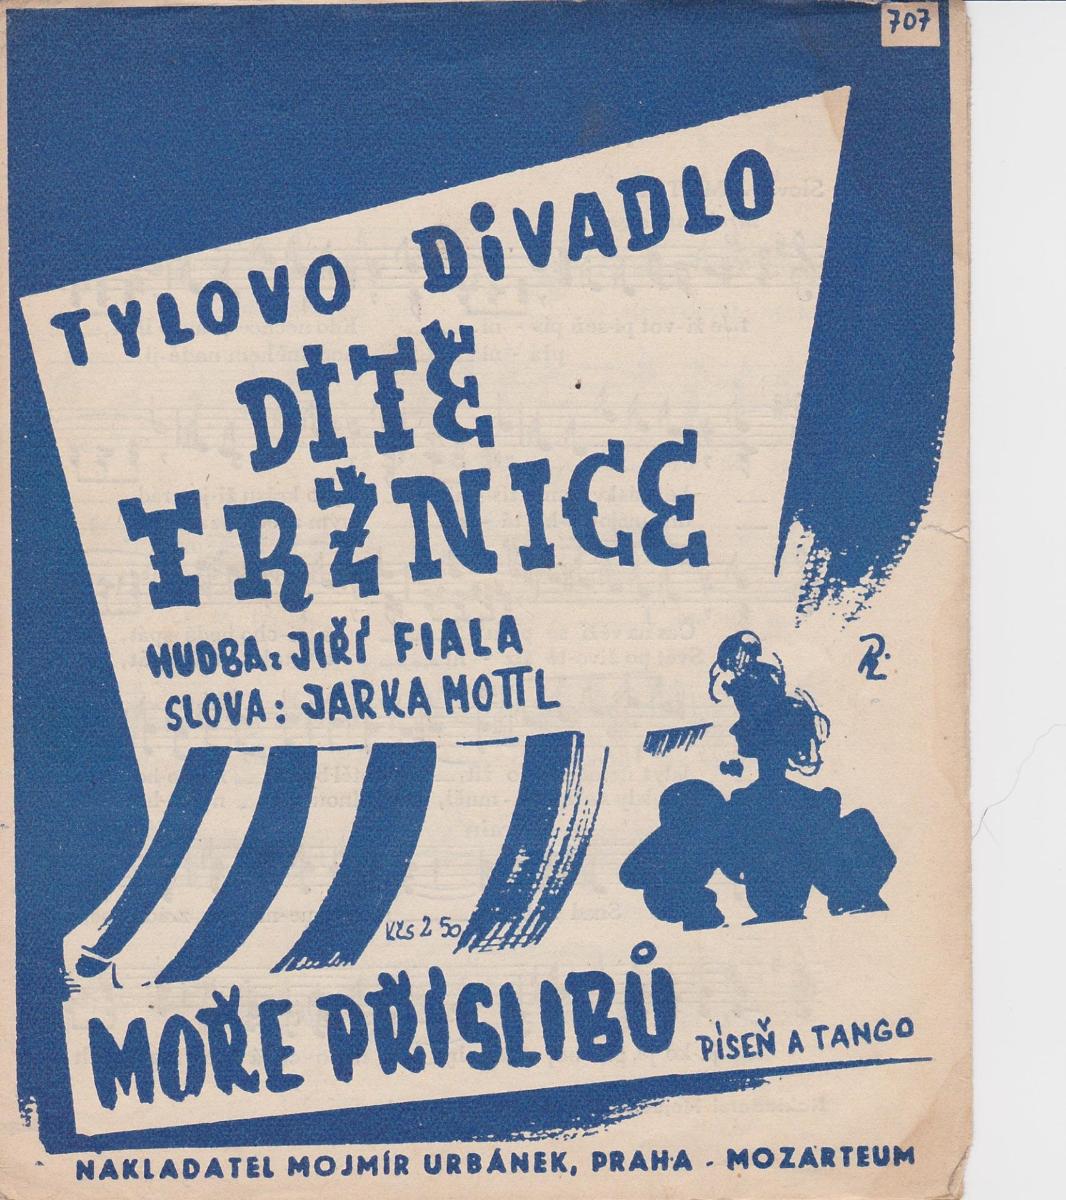 707
TYLOVO DiVADLO
DÍTĚ
TRŽNICE
HUDBA: JIŘÍ FIALA
SLOVA: JARKA MOTTL
Kčs 2 50
MOŘE PŘÍSLIBŮ
PÍSEŇ A TANGO
NAKLADATEL MOJMÍR URBÁNEK, PRAHA - MOZARTEUM